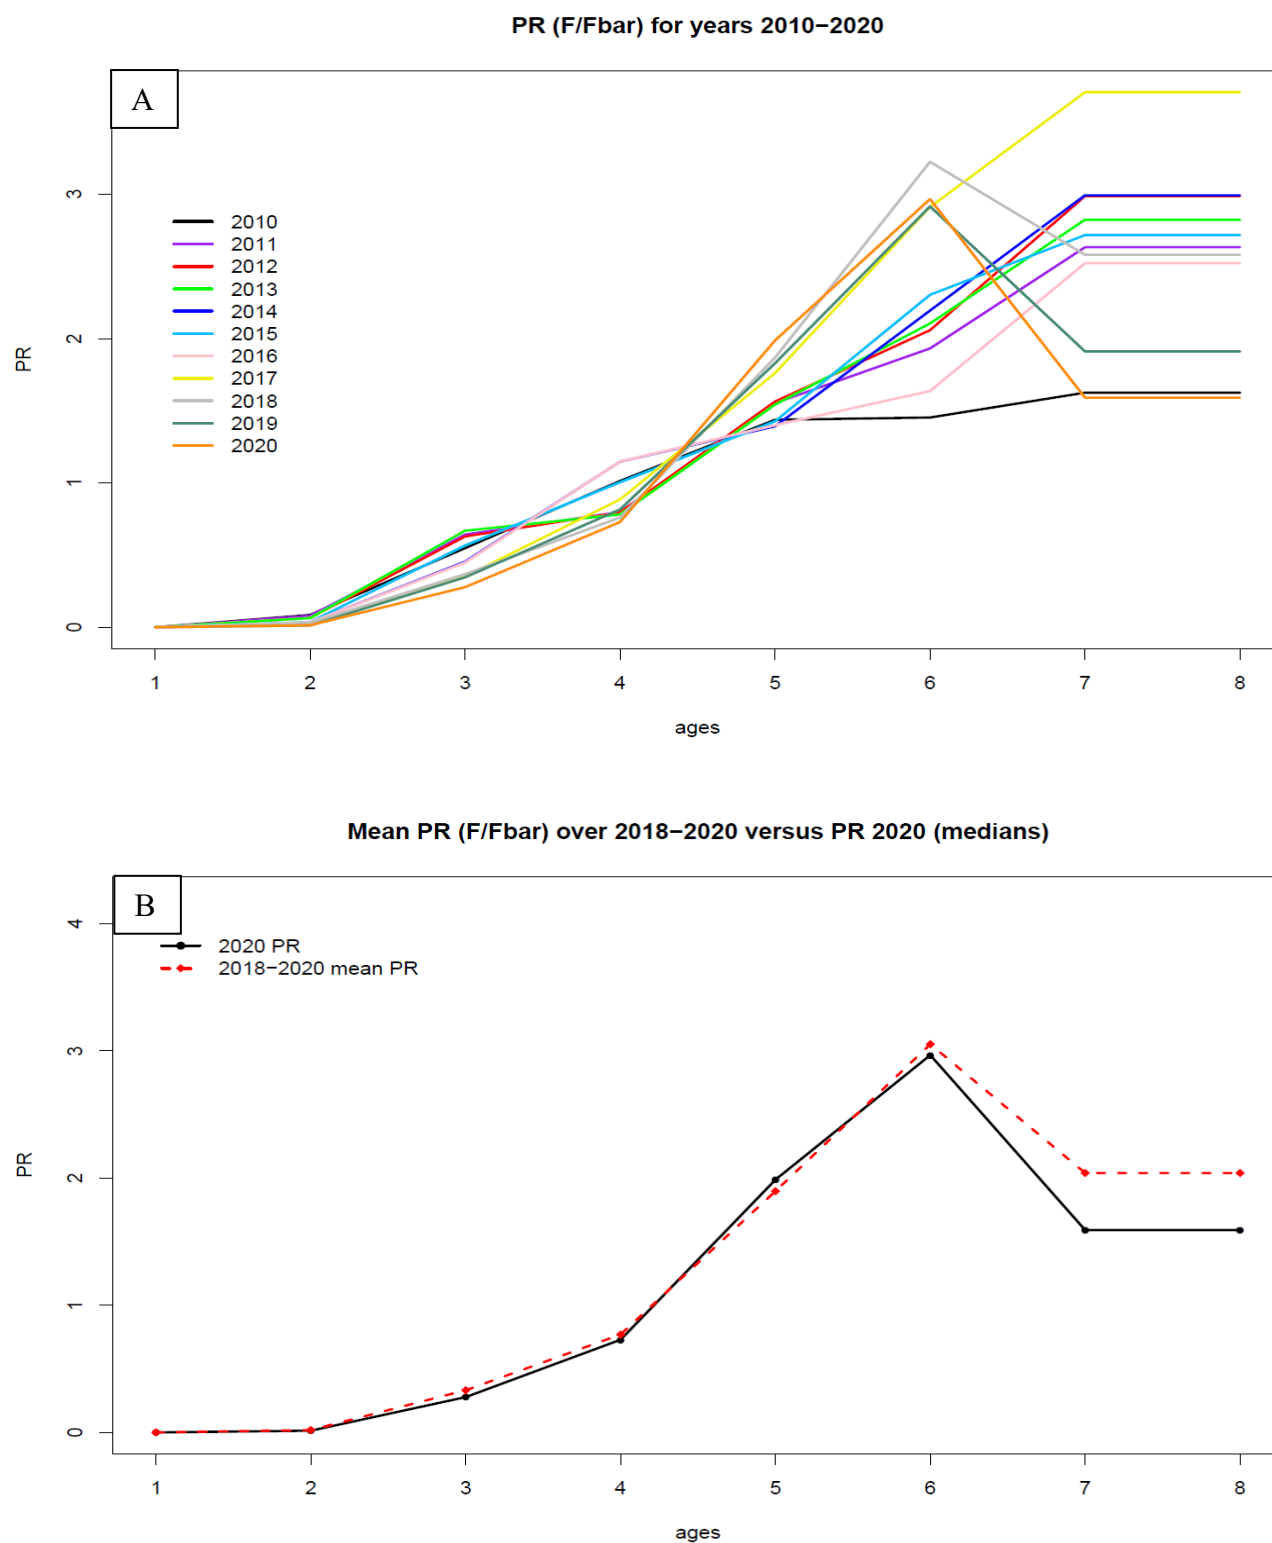 PR (F/Fbar) for years 2010−2020
A
3
2
1
0
PR
2010
2011
2012
2013
2014
2015
2016
2017
2018
2019
2020
1 2 3 4 5 6 7 8
ages
Mean PR (F/Fbar) over 2018−2020 versus PR 2020 (medians)
B
4
3
2
1
0
PR
2020 PR
2018−2020 mean PR
1 2 3 4 5 6 7 8
ages